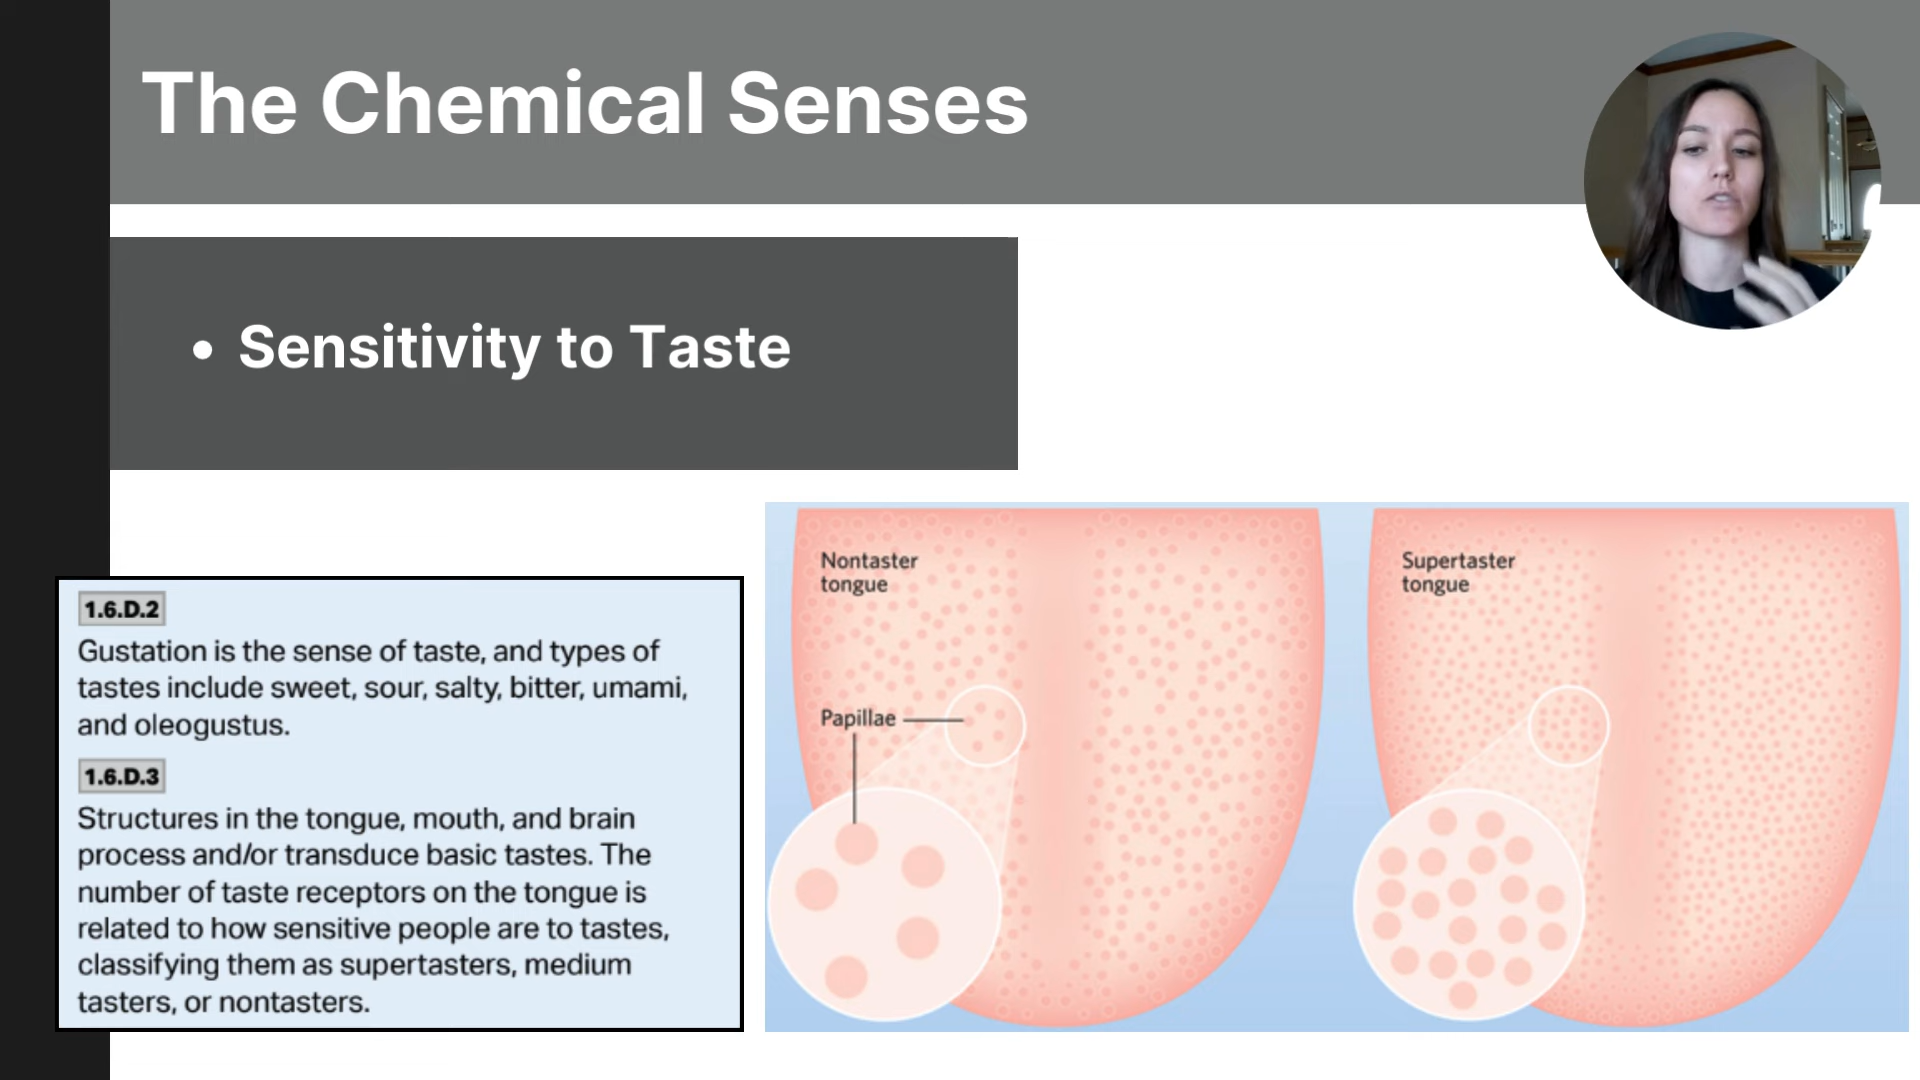 The Chemical Senses
• Sensitivity to Taste
1.6.D.2
Gustation is the sense of taste, and types of
tastes include sweet, sour, salty, bitter, umami,
and oleogustus.
1.6.D.3
Structures in the tongue, mouth, and brain
process and/or transduce basic tastes. The
number of taste receptors on the tongue is
related to how sensitive people are to tastes,
classifying them as supertasters, medium
tasters, or nontasters.
Nontaster
tongue
Papillae
Supertaster
tongue